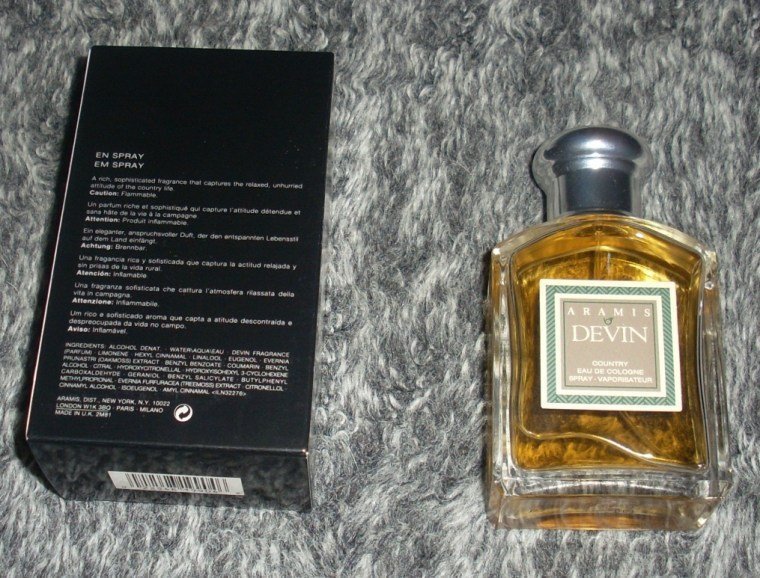 EN SPRAY
EM SPRAY
A rich, sophisticated fragrance that captures the relaxed, unhurried
attitude of the country life.
Caution: Flammable.
Un parfum riche et sophistiqué qui capture l'attitude détendue et
sans hâte de la vie à la campagne.
Attention: Produit inflammable.
Ein eleganter, anspruchsvoller Duft, der den entspannten Lebensstil
auf dem Land einfängt.
Achtung: Brennbar.
Una fragancia rica y sofisticada que captura la actitud relajada y
sin prisas de la vida rural.
Atención: Inflamable.
Una fragranza sofisticata che cattura l'atmosfera rilassata della
vita in campagna.
Attenzione: Infiammabile.
Um rico e sofisticado aroma que capta a atitude descontraída e
despreocupada da vida no campo.
Aviso: Inflamável.
INGREDIENTS: ALCOHOL DENAT. · WATER\AQUA\EAU · DEVIN FRAGRANCE
(PARFUM) · LIMONENE · HEXYL CINNAMAL · LINALOOL · EUGENOL · EVERNIA
PRUNASTRI (OAKMOSS) EXTRACT · BENZYL BENZOATE · COUMARIN · BENZYL
ALCOHOL · CITRAL · HYDROXYCITRONELLAL · HYDROXYISOHEXYL 3-CYCLOHEXENE
CARBOXALDEHYDE · GERANIOL · BENZYL SALICYLATE · BUTYLPHENYL
METHYLPROPIONAL · EVERNIA FURFURACEA (TREEMOSS) EXTRACT · CITRONELLOL ·
CINNAMYL ALCOHOL · ISOEUGENOL · AMYL CINNAMAL <ILN32276>
ARAMIS, DIST., NEW YORK, N.Y. 10022
LONDON W1K 3BQ · PARIS · MILANO
MADE IN U.K. 2M91
ARAMIS
DEVIN
COUNTRY
EAU DE COLOGNE
SPRAY · VAPORISATEUR